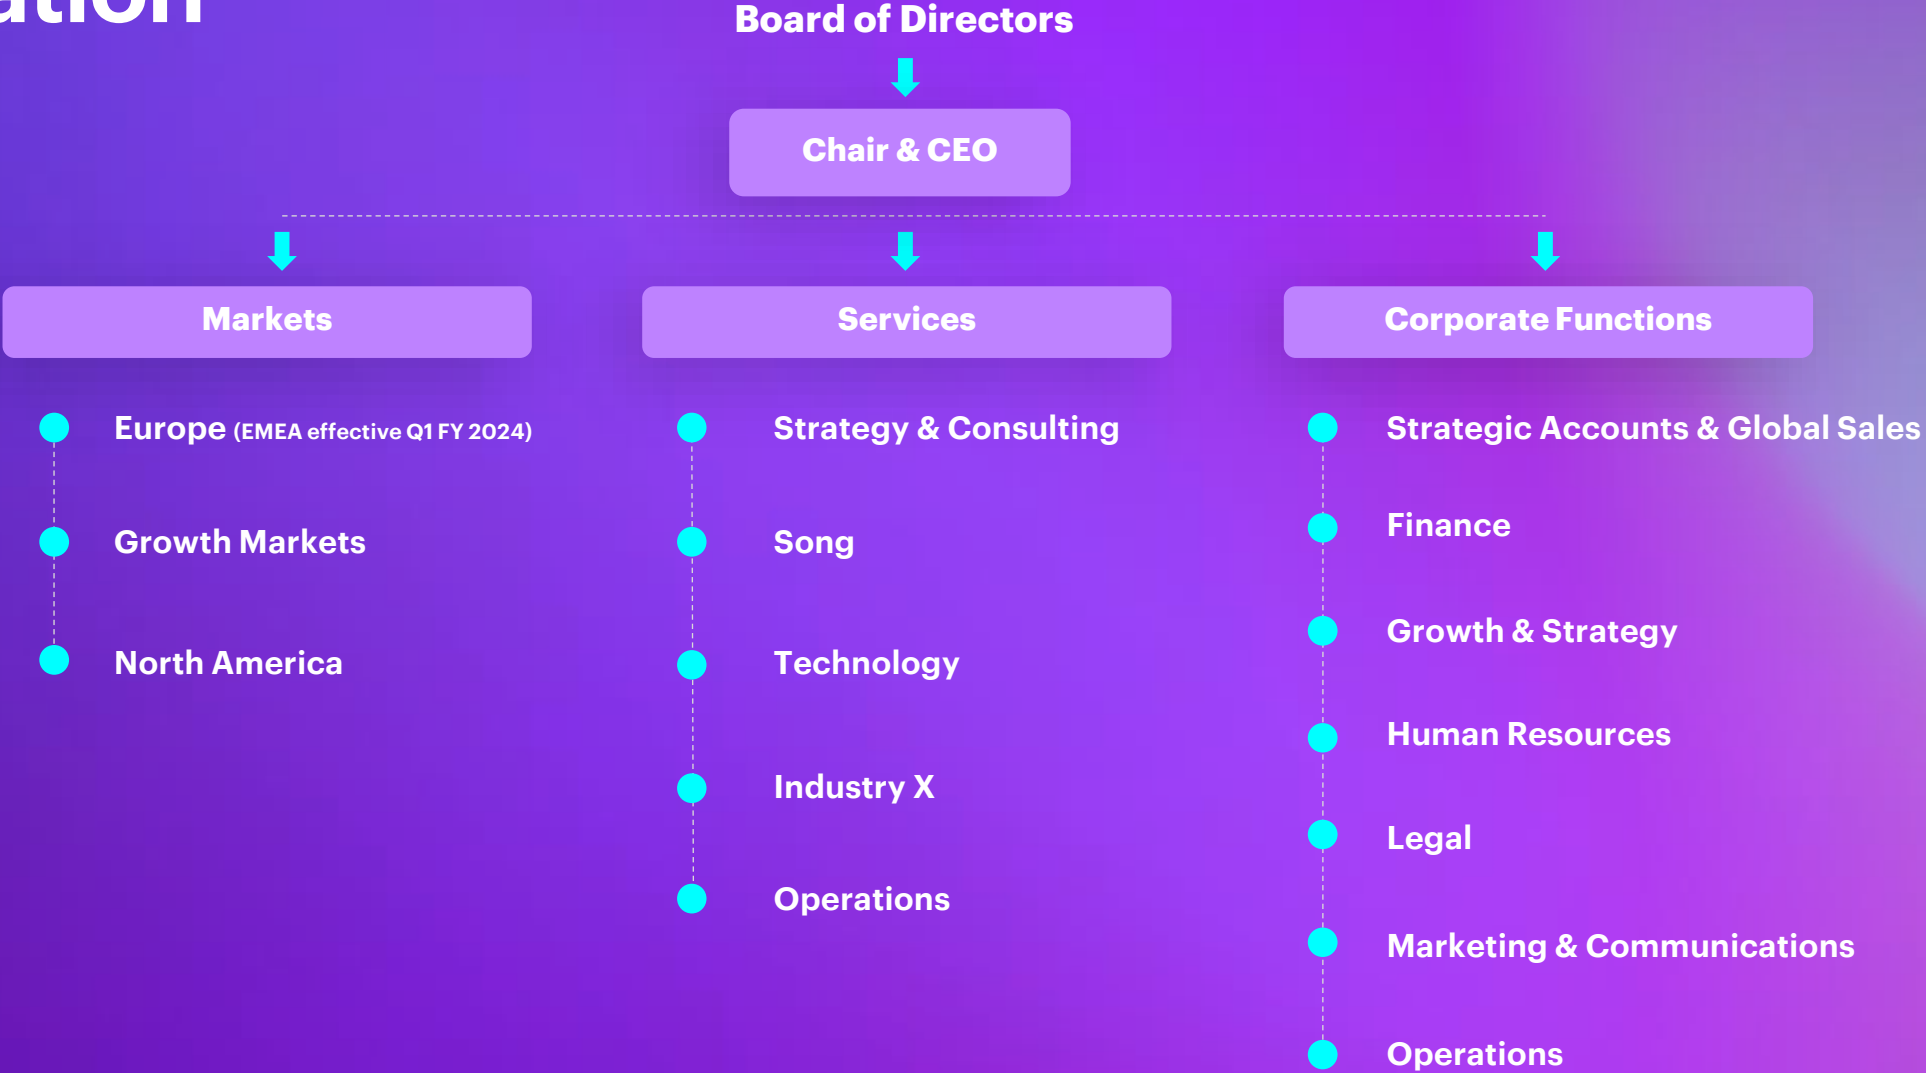 Board of Directors
Chair & CEO
Markets
Services
Corporate Functions
Europe (EMEA effective Q1 FY 2024)
Growth Markets
North America
Strategy & Consulting
Song
Technology
Industry X
Operations
Strategic Accounts & Global Sales
Finance
Growth & Strategy
Human Resources
Legal
Marketing & Communications
Operations